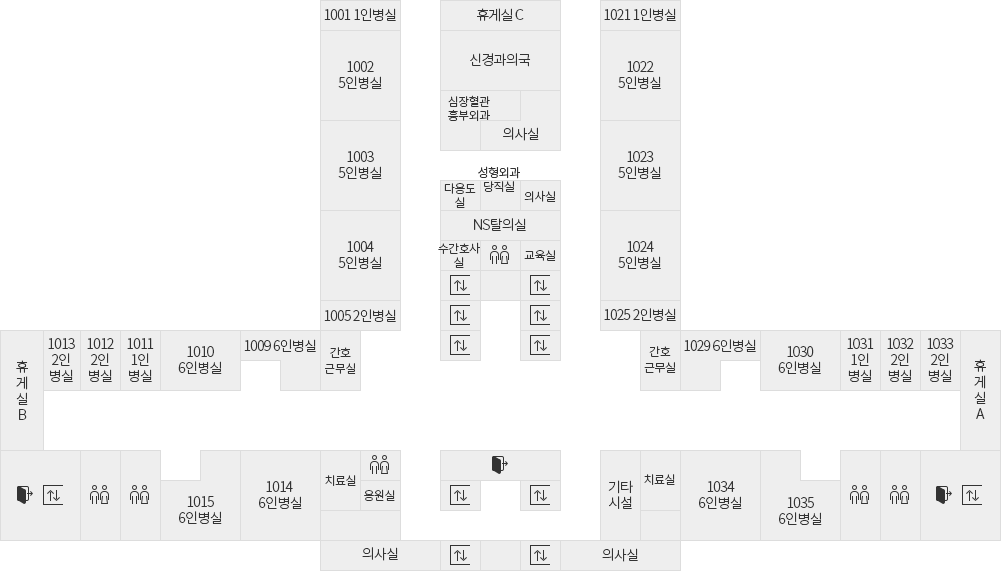 1001 1인병실
휴게실 C
1021 1인병실
1002
5인병실
신경과의국
1022
5인병실
심장혈관
흉부외과
의사실
1003
5인병실
1023
5인병실
성형외과
당직실
다용도
실
의사실
NS탈의실
1004
5인병실
수간호사
실
교육실
1024
5인병실
1005 2인병실
1025 2인병실
휴
게
실
B
1013
2인
병실
1012
2인
병실
1011
1인
병실
1010
6인병실
1009 6인병실
간호
근무실
간호
근무실
1029 6인병실
1030
6인병실
1031
1인
병실
1032
2인
병실
1033
2인
병실
휴
게
실
A
1015
6인병실
1014
6인병실
치료실
응원실
기타
시설
치료실
1034
6인병실
1035
6인병실
의사실
의사실